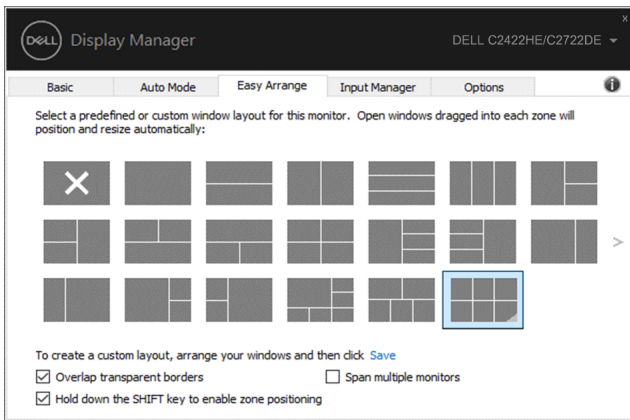 DELL Display Manager DELL C2422HE/C2722DE
x
Basic Auto Mode Easy Arrange Input Manager Options
Select a predefined or custom window layout for this monitor. Open windows dragged into each zone will
position and resize automatically:
>
To create a custom layout, arrange your windows and then click Save
Overlap transparent borders Span multiple monitors
Hold down the SHIFT key to enable zone positioning